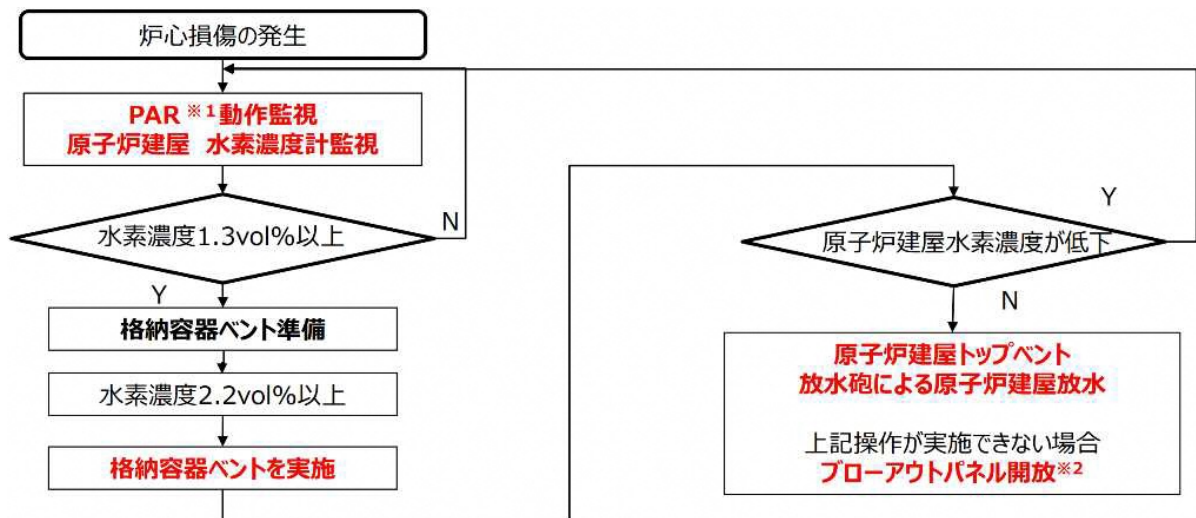 炉心損傷の発生
PAR※1動作監視
原子炉建屋 水素濃度計監視
水素濃度1.3vol%以上
N
Y
格納容器ベント準備
水素濃度2.2vol%以上
格納容器ベントを実施
原子炉建屋水素濃度が低下
Y
N
原子炉建屋トップベント
放水砲による原子炉建屋放水
上記操作が実施できない場合
ブローアウトパネル開放※2